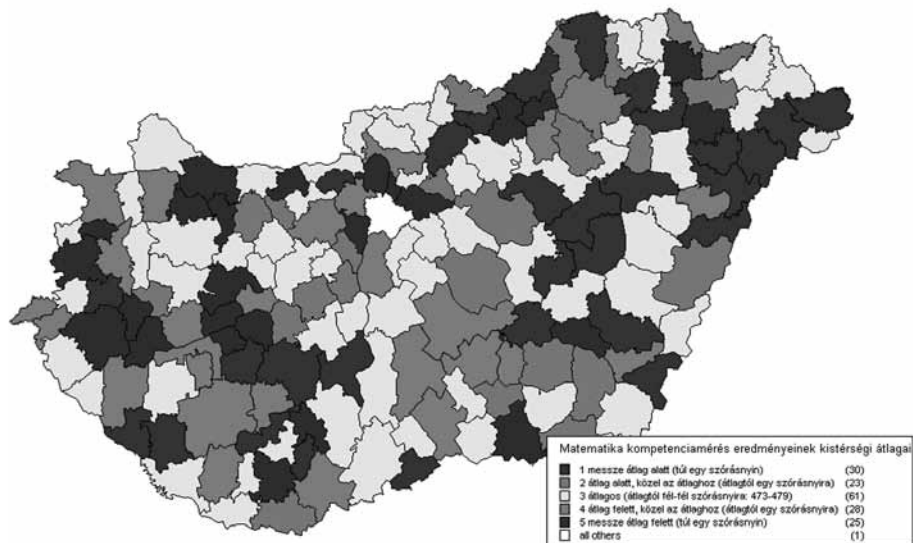 Matematika kompetenciamérés eredményeinek kistérségi átlagai
1 messze átlag alatt (túl egy szórásnyin) (30)
2 átlag alatt, közel az átlaghoz (átlagtól egy szórásnyira) (23)
3 átlagos (átlagtól fél-fél szórásnyira: 473-479) (61)
4 átlag felett, közel az átlaghoz (átlagtól egy szórásnyira) (28)
5 messze átlag felett (túl egy szórásnyin) (25)
all others (1)